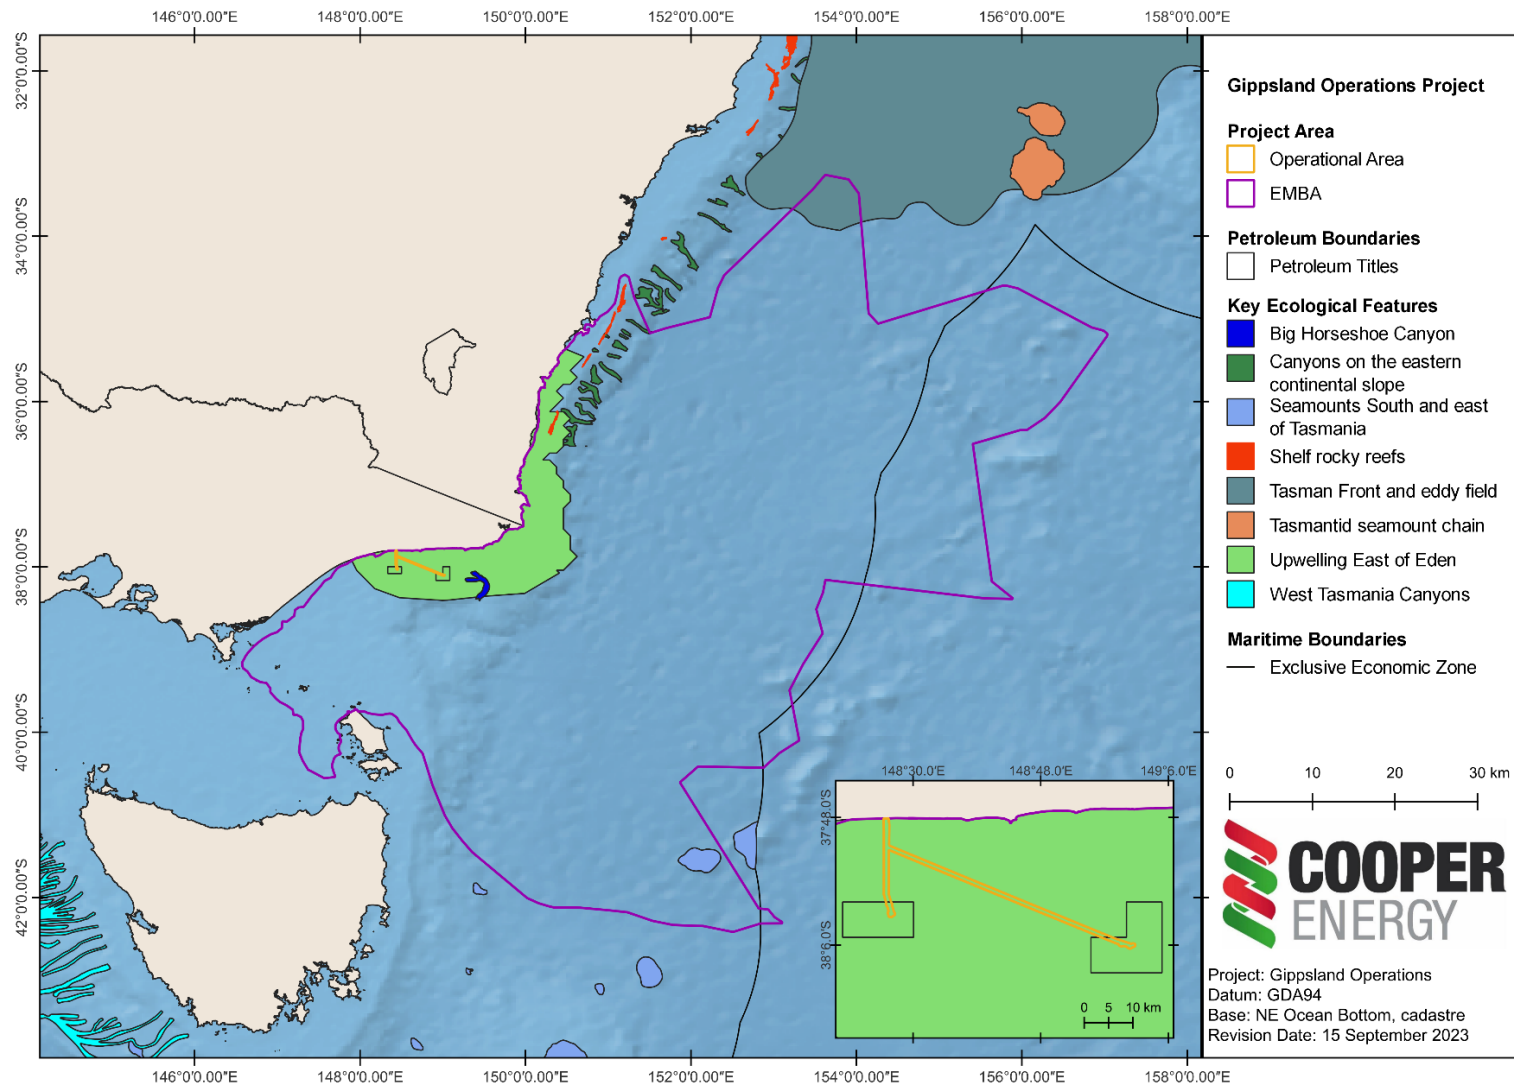 146°0'0.00"E 148°0'0.00"E 150°0'0.00"E 152°0'0.00"E 154°0'0.00"E 156°0'0.00"E 158°0'0.00"E
32°0'0.00"S
34°0'0.00"S
36°0'0.00"S
38°0'0.00"S
40°0'0.00"S
42°0'0.00"S
148°30.0'E 148°48.0'E 149°6.0'E
37°48.0'S
38°6.0'S
0 5 10 km
146°0'0.00"E 148°0'0.00"E 150°0'0.00"E 152°0'0.00"E 154°0'0.00"E 156°0'0.00"E 158°0'0.00"E
Gippsland Operations Project
Project Area
Operational Area
EMBA
Petroleum Boundaries
Petroleum Titles
Key Ecological Features
Big Horseshoe Canyon
Canyons on the eastern
continental slope
Seamounts South and east
of Tasmania
Shelf rocky reefs
Tasman Front and eddy field
Tasmantid seamount chain
Upwelling East of Eden
West Tasmania Canyons
Maritime Boundaries
Exclusive Economic Zone
0 10 20 30 km
COOPER
ENERGY
Project: Gippsland Operations
Datum: GDA94
Base: NE Ocean Bottom, cadastre
Revision Date: 15 September 2023